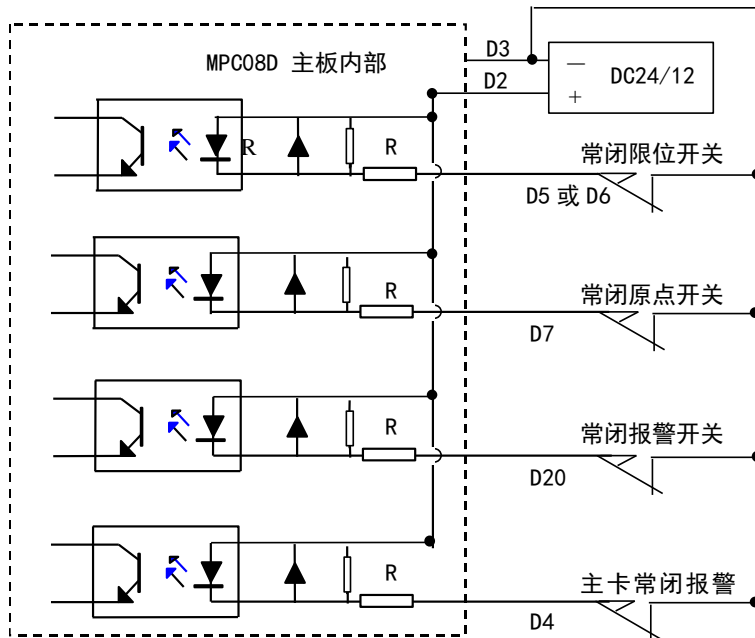 MPC08D 主板内部
D3
D2
—
DC24/12
+
R
R
常闭限位开关
D5 或 D6
R
常闭原点开关
D7
R
常闭报警开关
D20
R
主卡常闭报警
D4